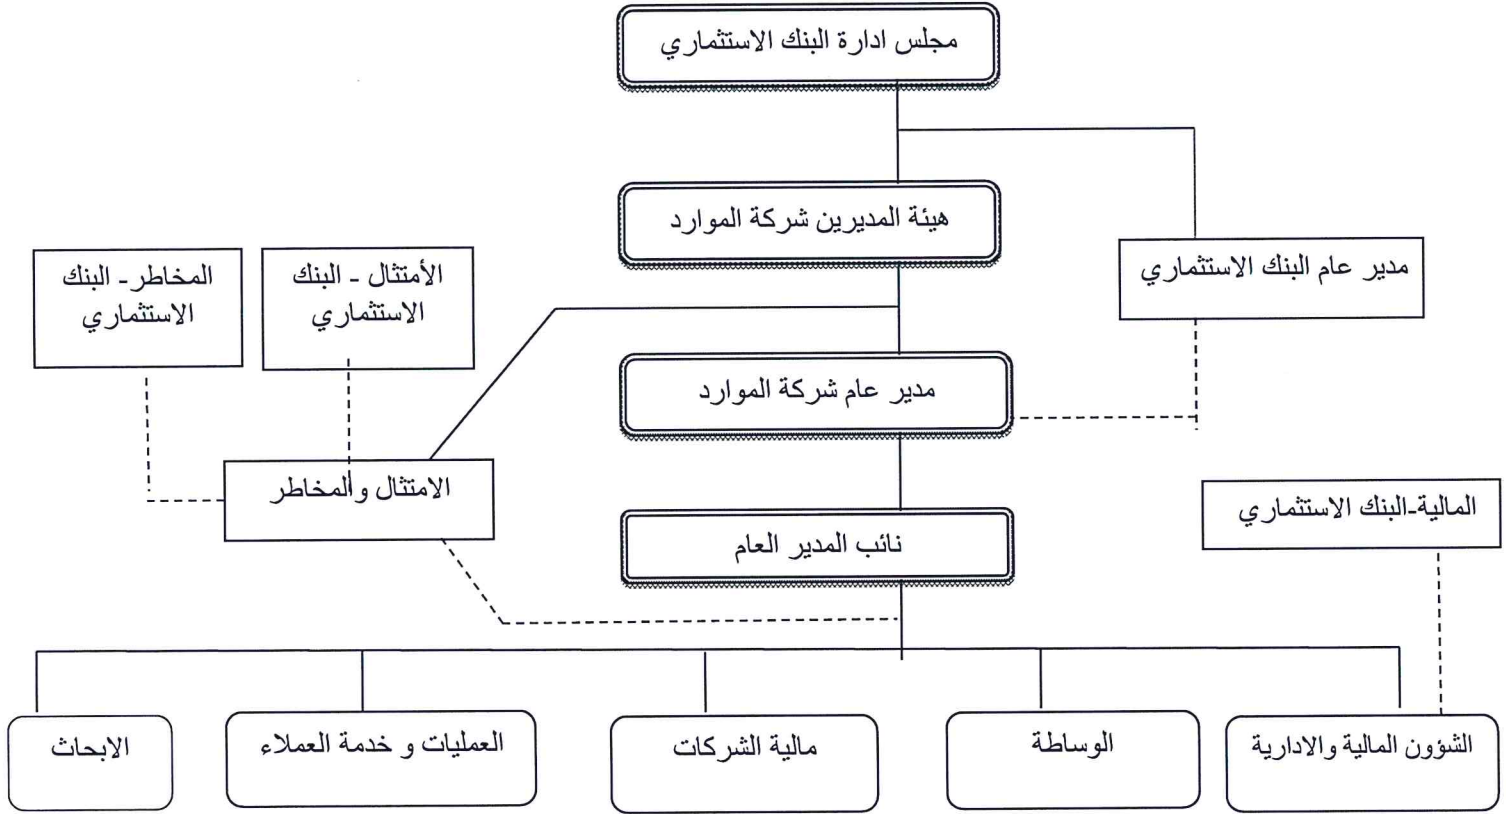 مجلس ادارة البنك الاستثماري
هيئة المديرين شركة الموارد
مدير عام البنك الاستثماري
الأمتثال - البنك
الاستثماري
المخاطر- البنك
الاستثماري
مدير عام شركة الموارد
الامتثال والمخاطر
المالية-البنك الاستثماري
نائب المدير العام
الشؤون المالية والادارية
الوساطة
مالية الشركات
العمليات و خدمة العملاء
الابحاث